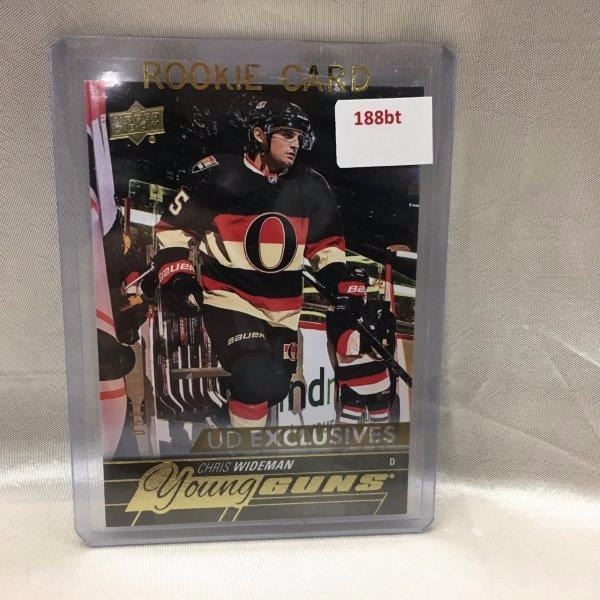 ROOKIE CARD
UPPER DECK
188bt
5
O
BAUER
BAUER
ndr
UD EXCLUSIVES
CHRIS WIDEMAN
D
Young GUNS